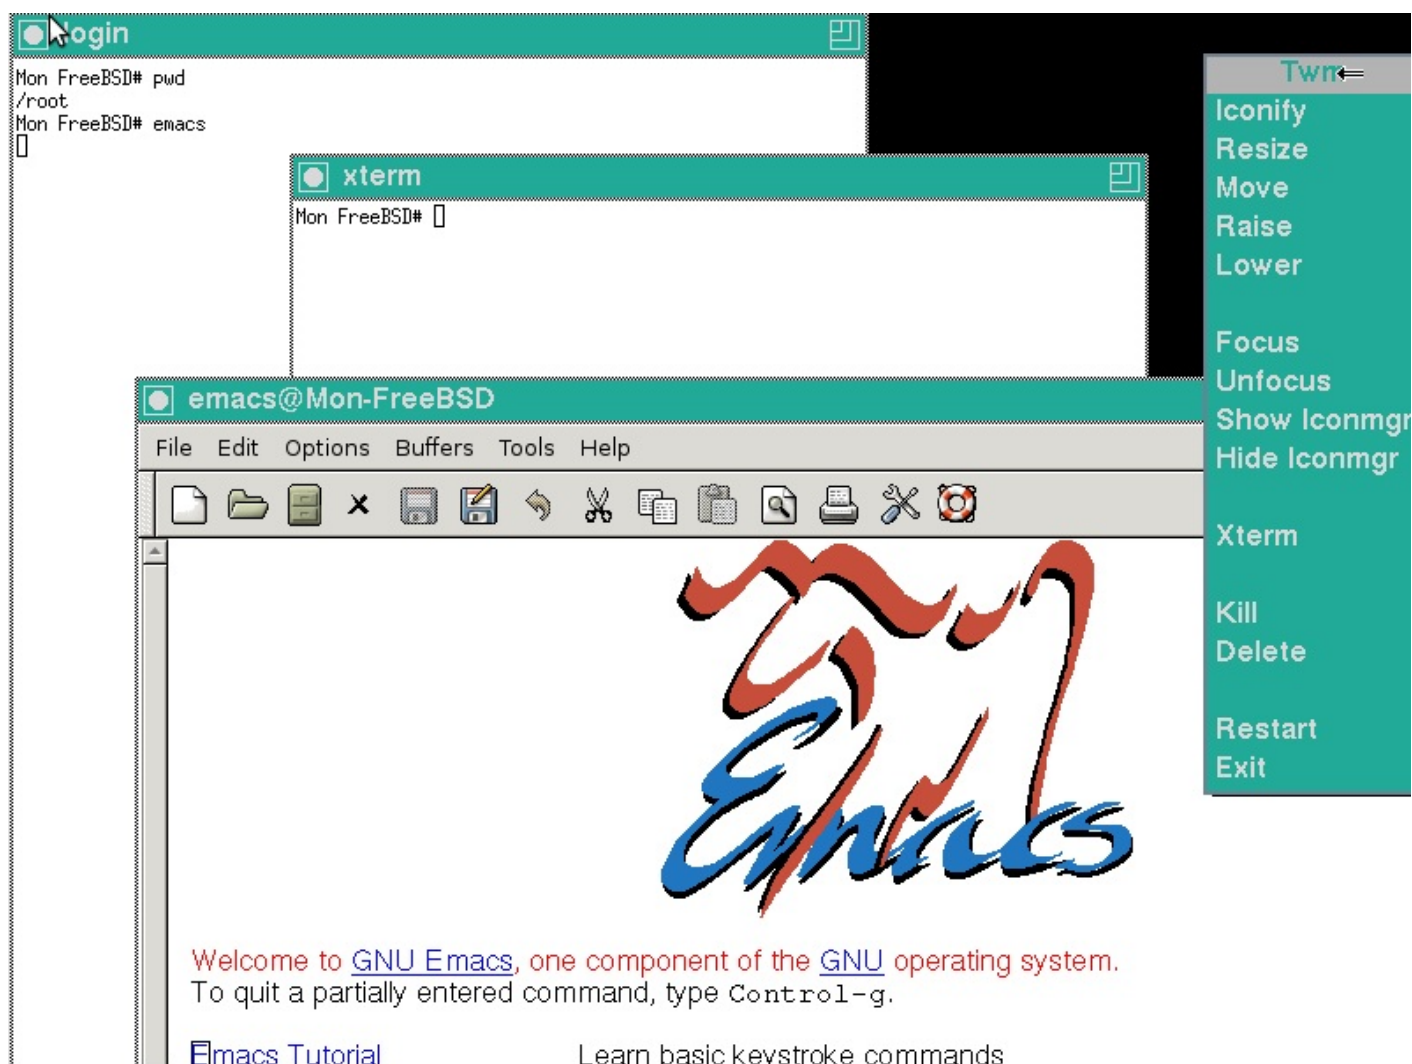 login
Mon FreeBSD# pwd
/root
Mon FreeBSD# emacs
xterm
Mon FreeBSD#
emacs@Mon-FreeBSD
File Edit Options Buffers Tools Help
Emacs
Welcome to GNU Emacs, one component of the GNU operating system.
To quit a partially entered command, type Control-g.
Emacs Tutorial Learn basic keystroke commands
Twm
Iconify
Resize
Move
Raise
Lower
Focus
Unfocus
Show Iconmgr
Hide Iconmgr
Xterm
Kill
Delete
Restart
Exit